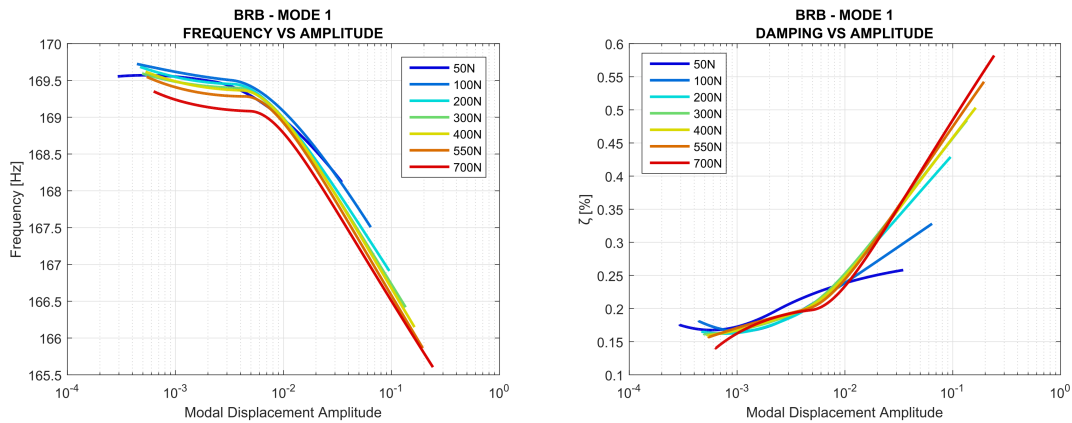 BRB - MODE 1
FREQUENCY VS AMPLITUDE
170
169.5
169
168.5
168
167.5
167
166.5
166
165.5
Frequency [Hz]
50N
100N
200N
300N
400N
550N
700N
10^-4
10^-3
10^-2
10^-1
10^0
Modal Displacement Amplitude
BRB - MODE 1
DAMPING VS AMPLITUDE
0.6
0.55
0.5
0.45
0.4
0.35
0.3
0.25
0.2
0.15
0.1
ζ [%]
50N
100N
200N
300N
400N
550N
700N
10^-4
10^-3
10^-2
10^-1
10^0
Modal Displacement Amplitude